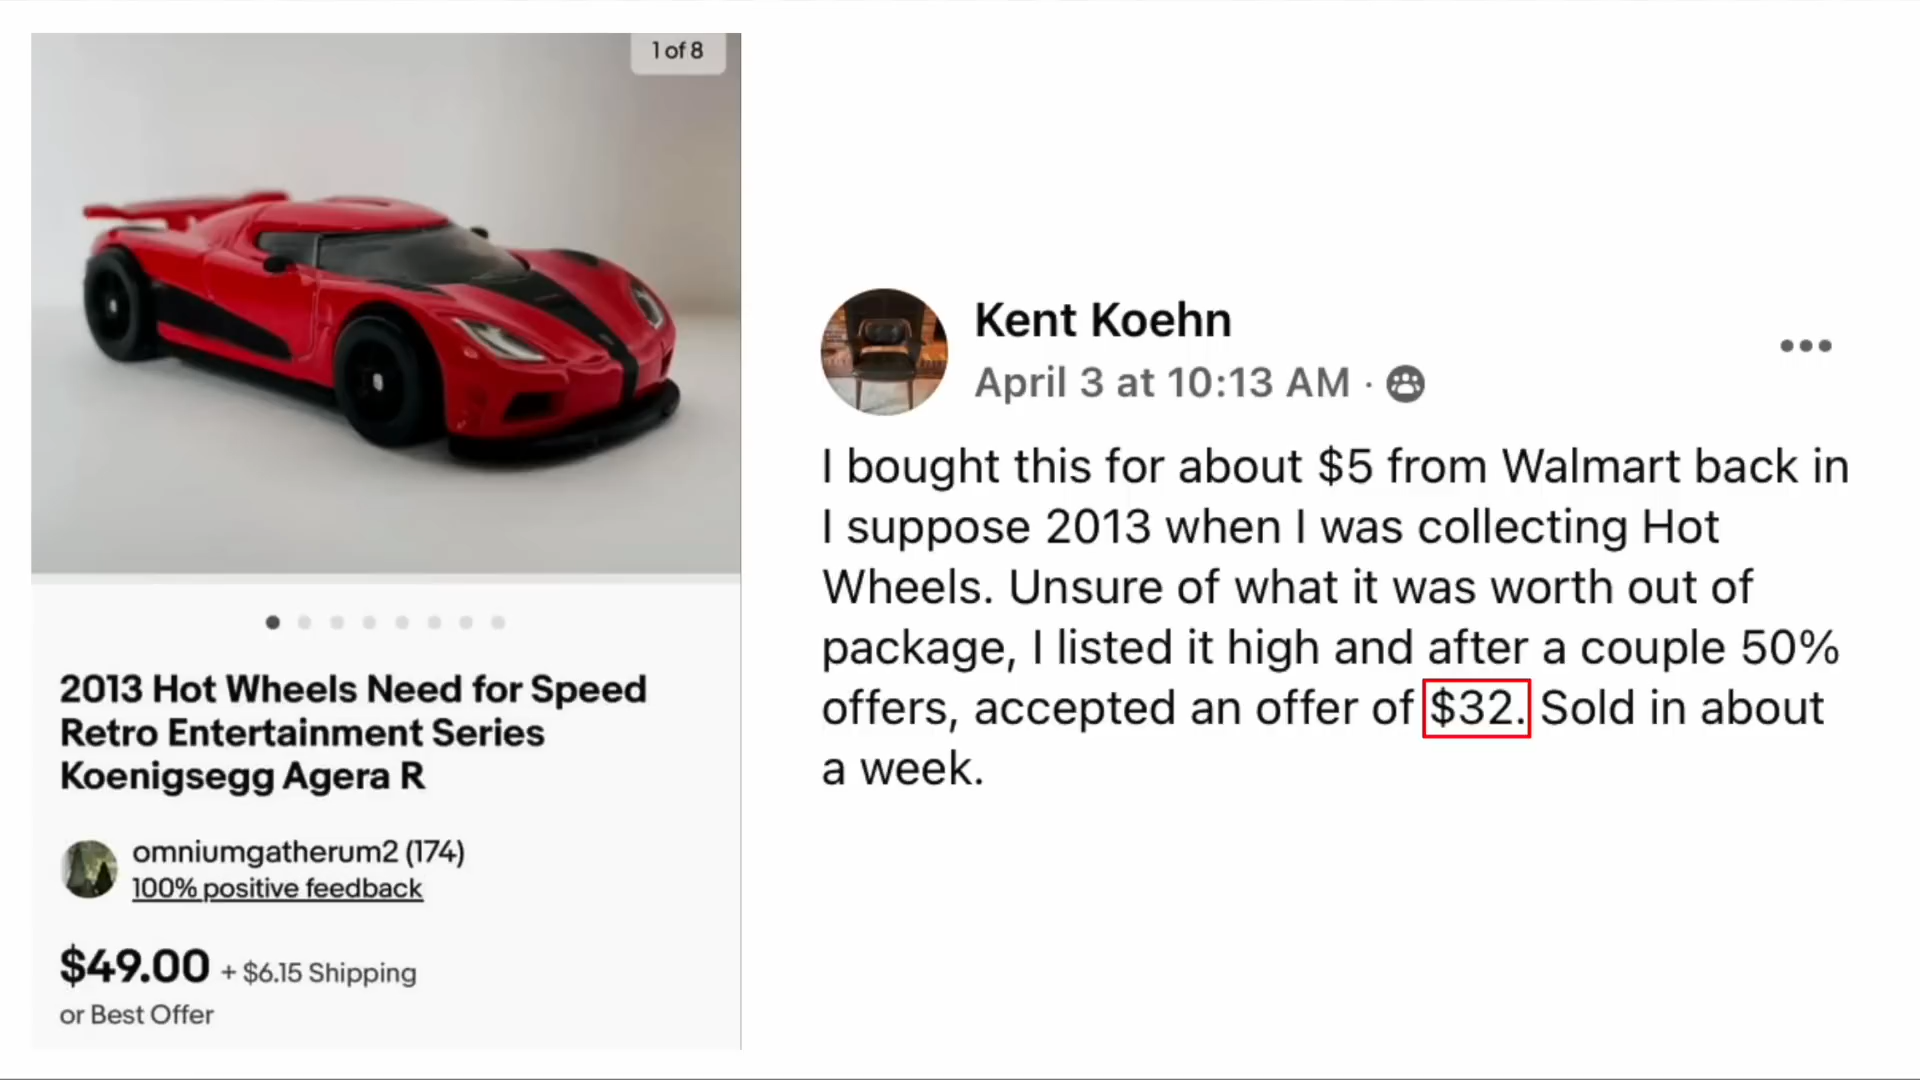 1 of 8
2013 Hot Wheels Need for Speed
Retro Entertainment Series
Koenigsegg Agera R
omniumgatherum2 (174)
100% positive feedback
$49.00 + $6.15 Shipping
or Best Offer
Kent Koehn
April 3 at 10:13 AM ·
I bought this for about $5 from Walmart back in
I suppose 2013 when I was collecting Hot
Wheels. Unsure of what it was worth out of
package, I listed it high and after a couple 50%
offers, accepted an offer of $32. Sold in about
a week.